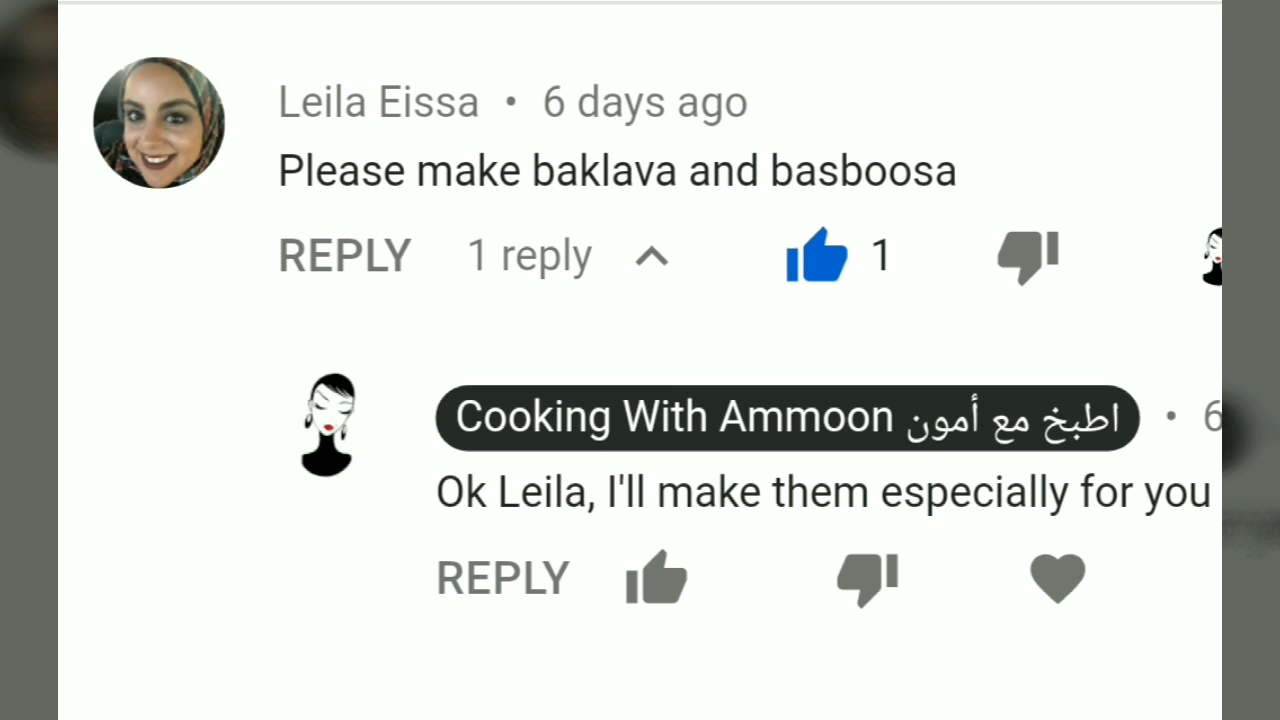 Leila Eissa • 6 days ago
Please make baklava and basboosa
REPLY 1 reply 1
Cooking With Ammoon اطبخ مع أمون • 6
Ok Leila, I'll make them especially for you
REPLY